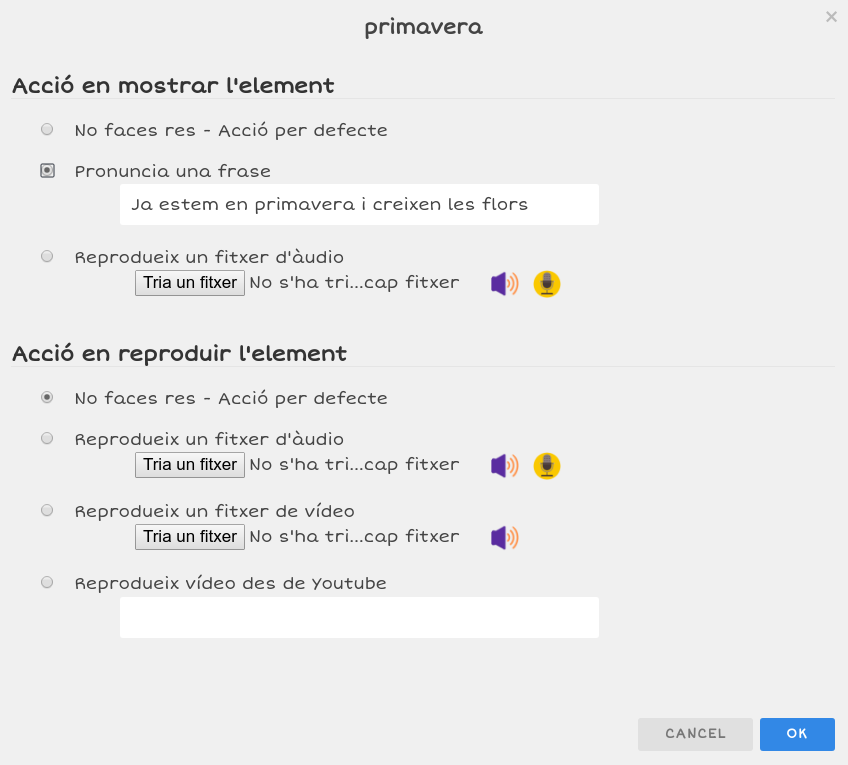 primavera
Acció en mostrar l'element
No faces res - Acció per defecte
Pronuncia una frase
Ja estem en primavera i creixen les flors
Reprodueix un fitxer d'àudio
Tria un fitxer No s'ha tri...cap fitxer
Acció en reproduir l'element
No faces res - Acció per defecte
Reprodueix un fitxer d'àudio
Tria un fitxer No s'ha tri...cap fitxer
Reprodueix un fitxer de vídeo
Tria un fitxer No s'ha tri...cap fitxer
Reprodueix vídeo des de Youtube
CANCEL OK